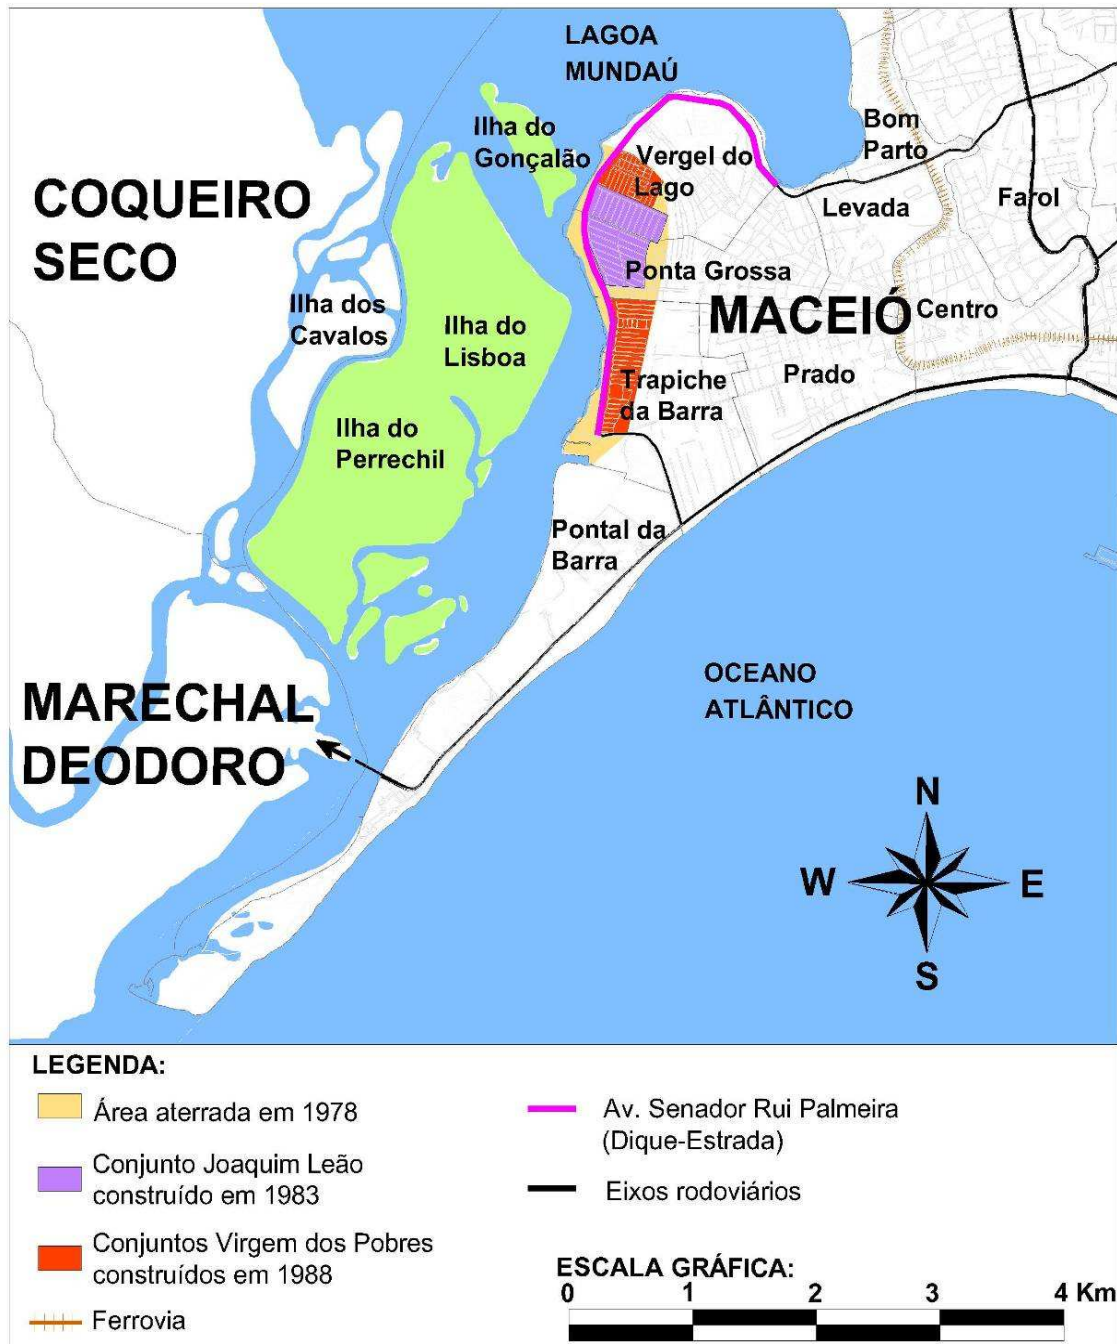 LAGOA
MUNDAÚ
Ilha do
Gonçalão
Bom
Parto
Vergel do
Lago
Levada
Farol
COQUEIRO
SECO
Ponta Grossa
Ilha dos
Cavalos
Ilha do
Lisboa
MACEIÓ
Centro
Trapiche
da Barra
Prado
Ilha do
Perrechil
Pontal da
Barra
OCEANO
ATLÂNTICO
MARECHAL
DEODORO
N
W
E
S
LEGENDA:
Área aterrada em 1978
Conjunto Joaquim Leão
construído em 1983
Conjuntos Virgem dos Pobres
construídos em 1988
Ferrovia
Av. Senador Rui Palmeira
(Dique-Estrada)
Eixos rodoviários
ESCALA GRÁFICA:
0 1 2 3 4 Km